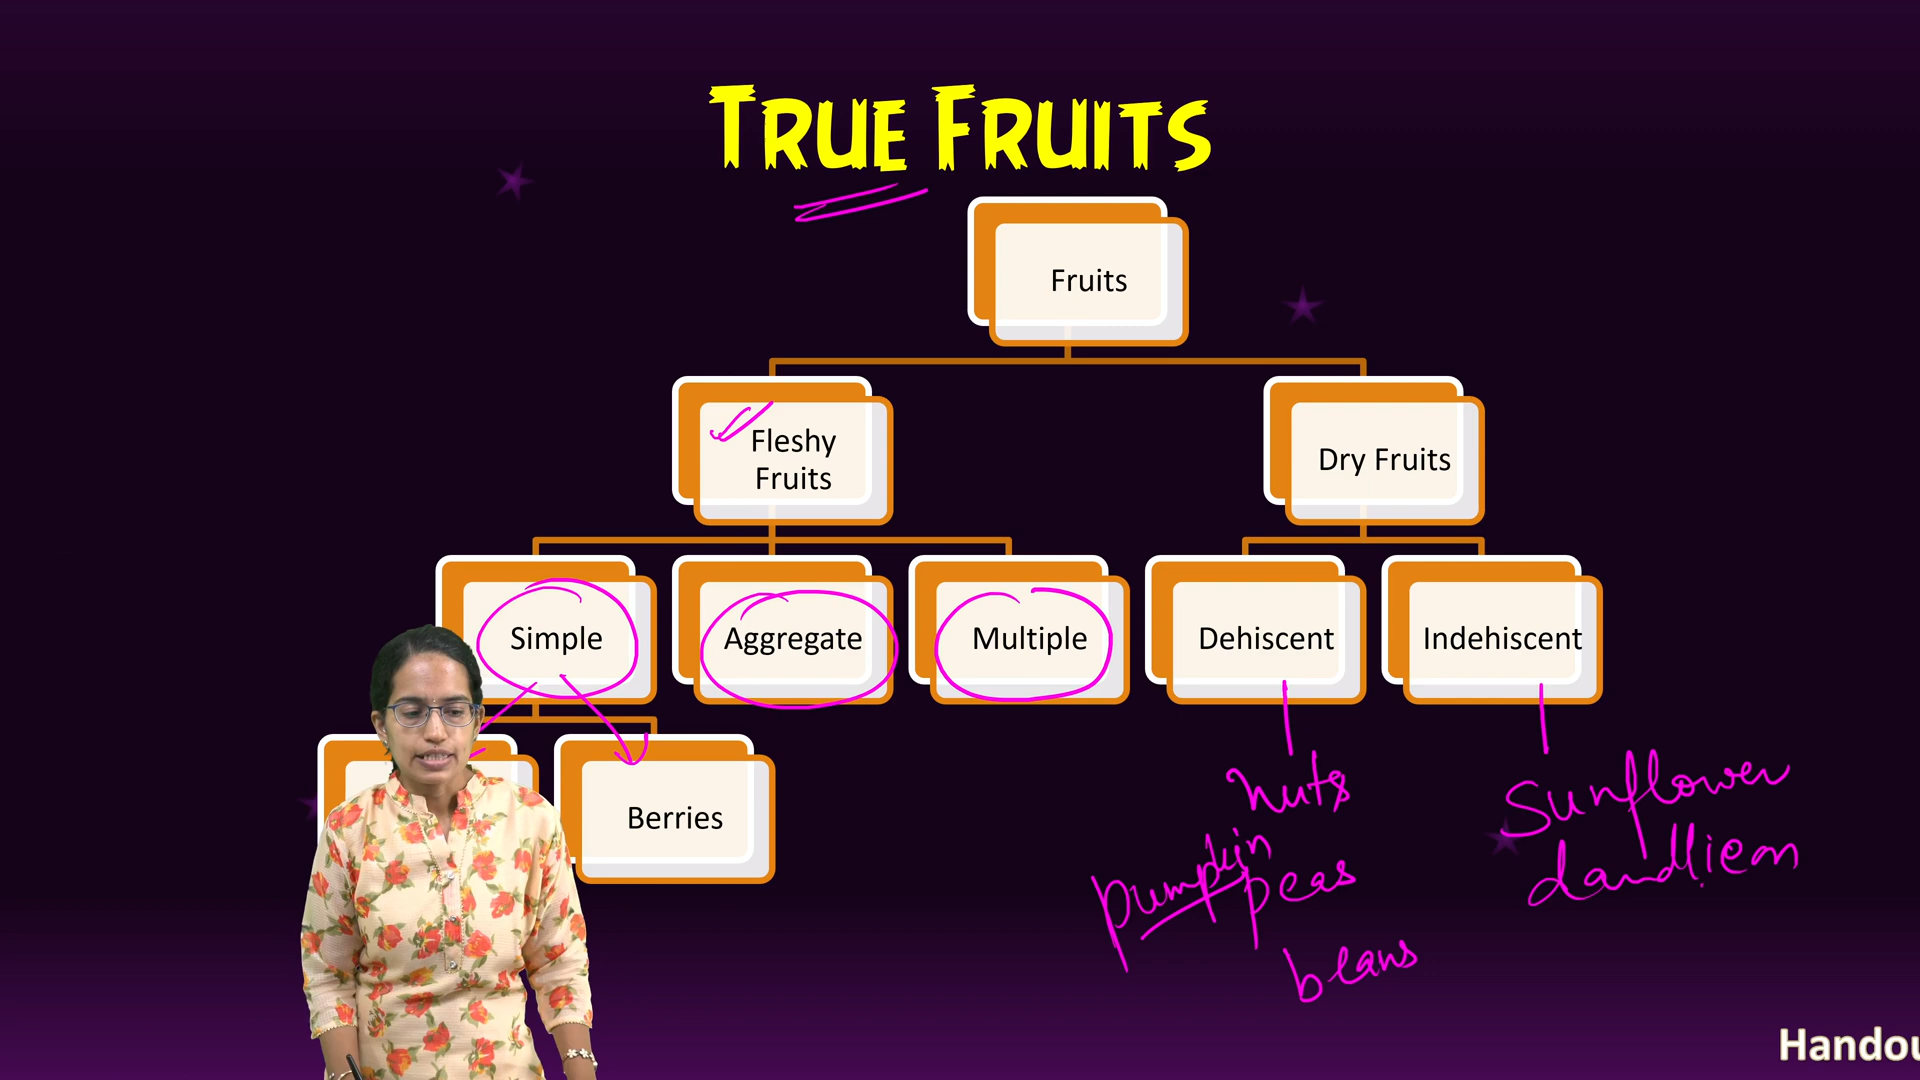 TRUE FRUITS
Fruits
Fleshy
Fruits
Dry Fruits
Simple
Aggregate
Multiple
Dehiscent
Indehiscent
Berries
nuts
pumpkin
peas
beans
Sunflower
dandliean
Handou